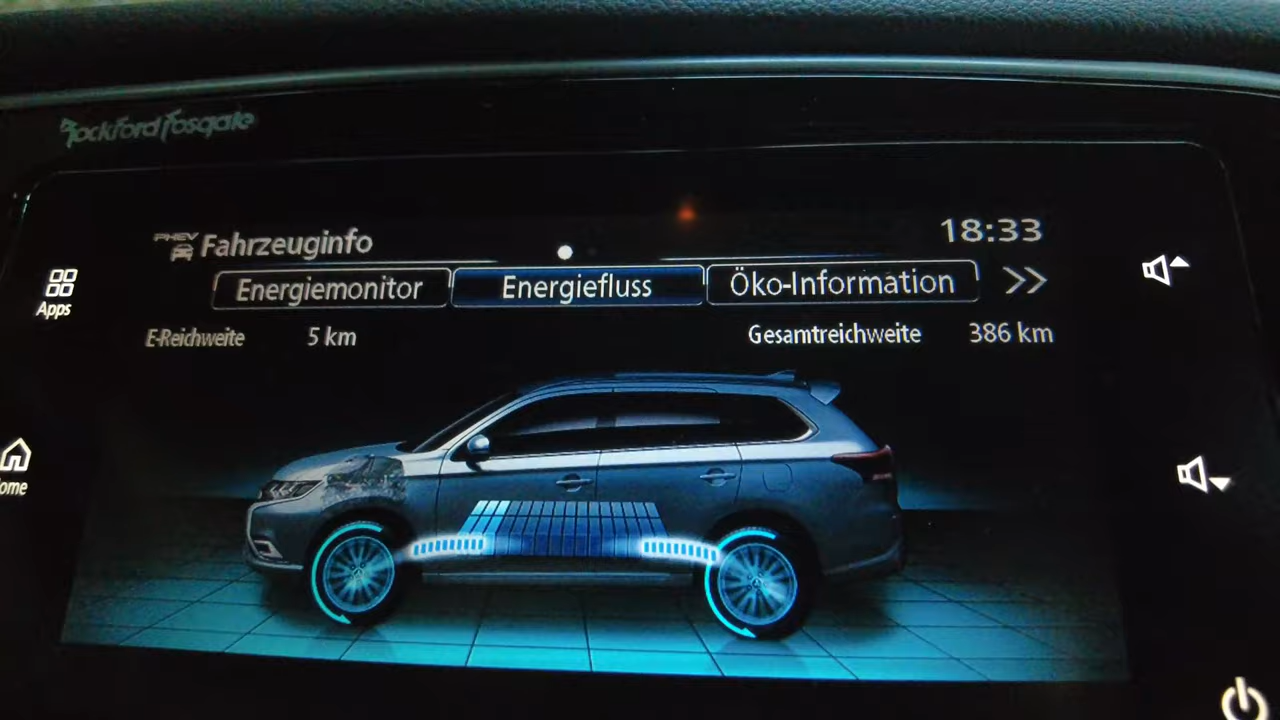 Rockford Fosgate
PHEV Fahrzeuginfo 18:33
Energiemonitor Energiefluss Öko-Information
Apps
E-Reichweite 5 km Gesamtreichweite 386 km
ome